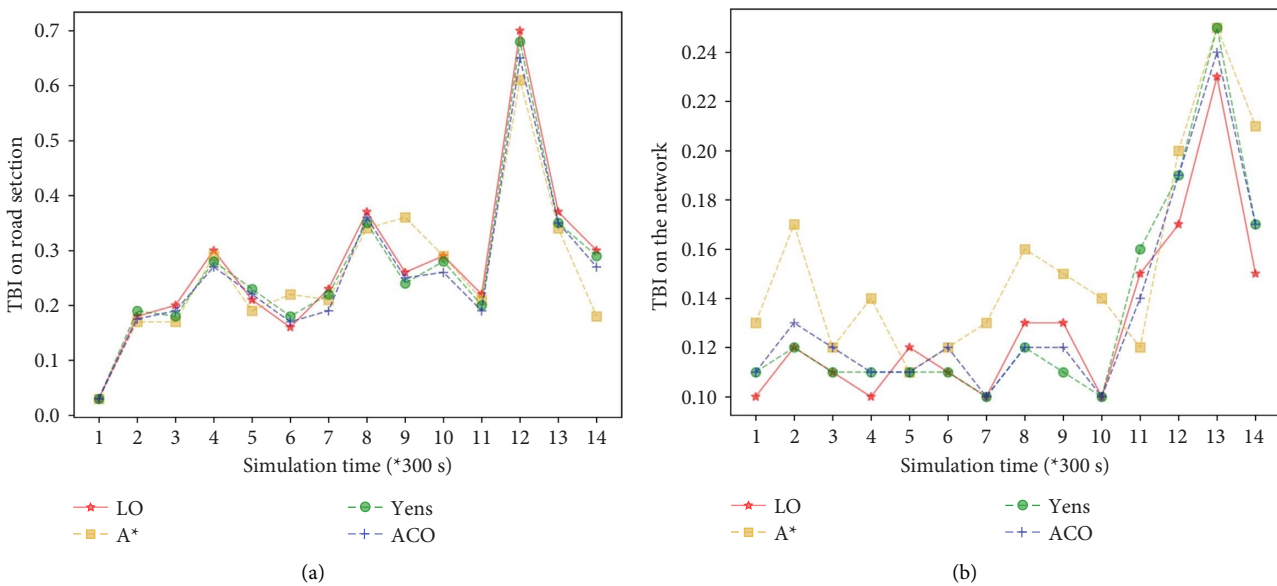 0.7
0.6
0.5
0.4
0.3
0.2
0.1
0.0
TBI on road setction
1 2 3 4 5 6 7 8 9 10 11 12 13 14
Simulation time (*300 s)
LO
A*
Yens
ACO
(a)
0.24
0.22
0.20
0.18
0.16
0.14
0.12
0.10
TBI on the network
1 2 3 4 5 6 7 8 9 10 11 12 13 14
Simulation time (*300 s)
LO
A*
Yens
ACO
(b)